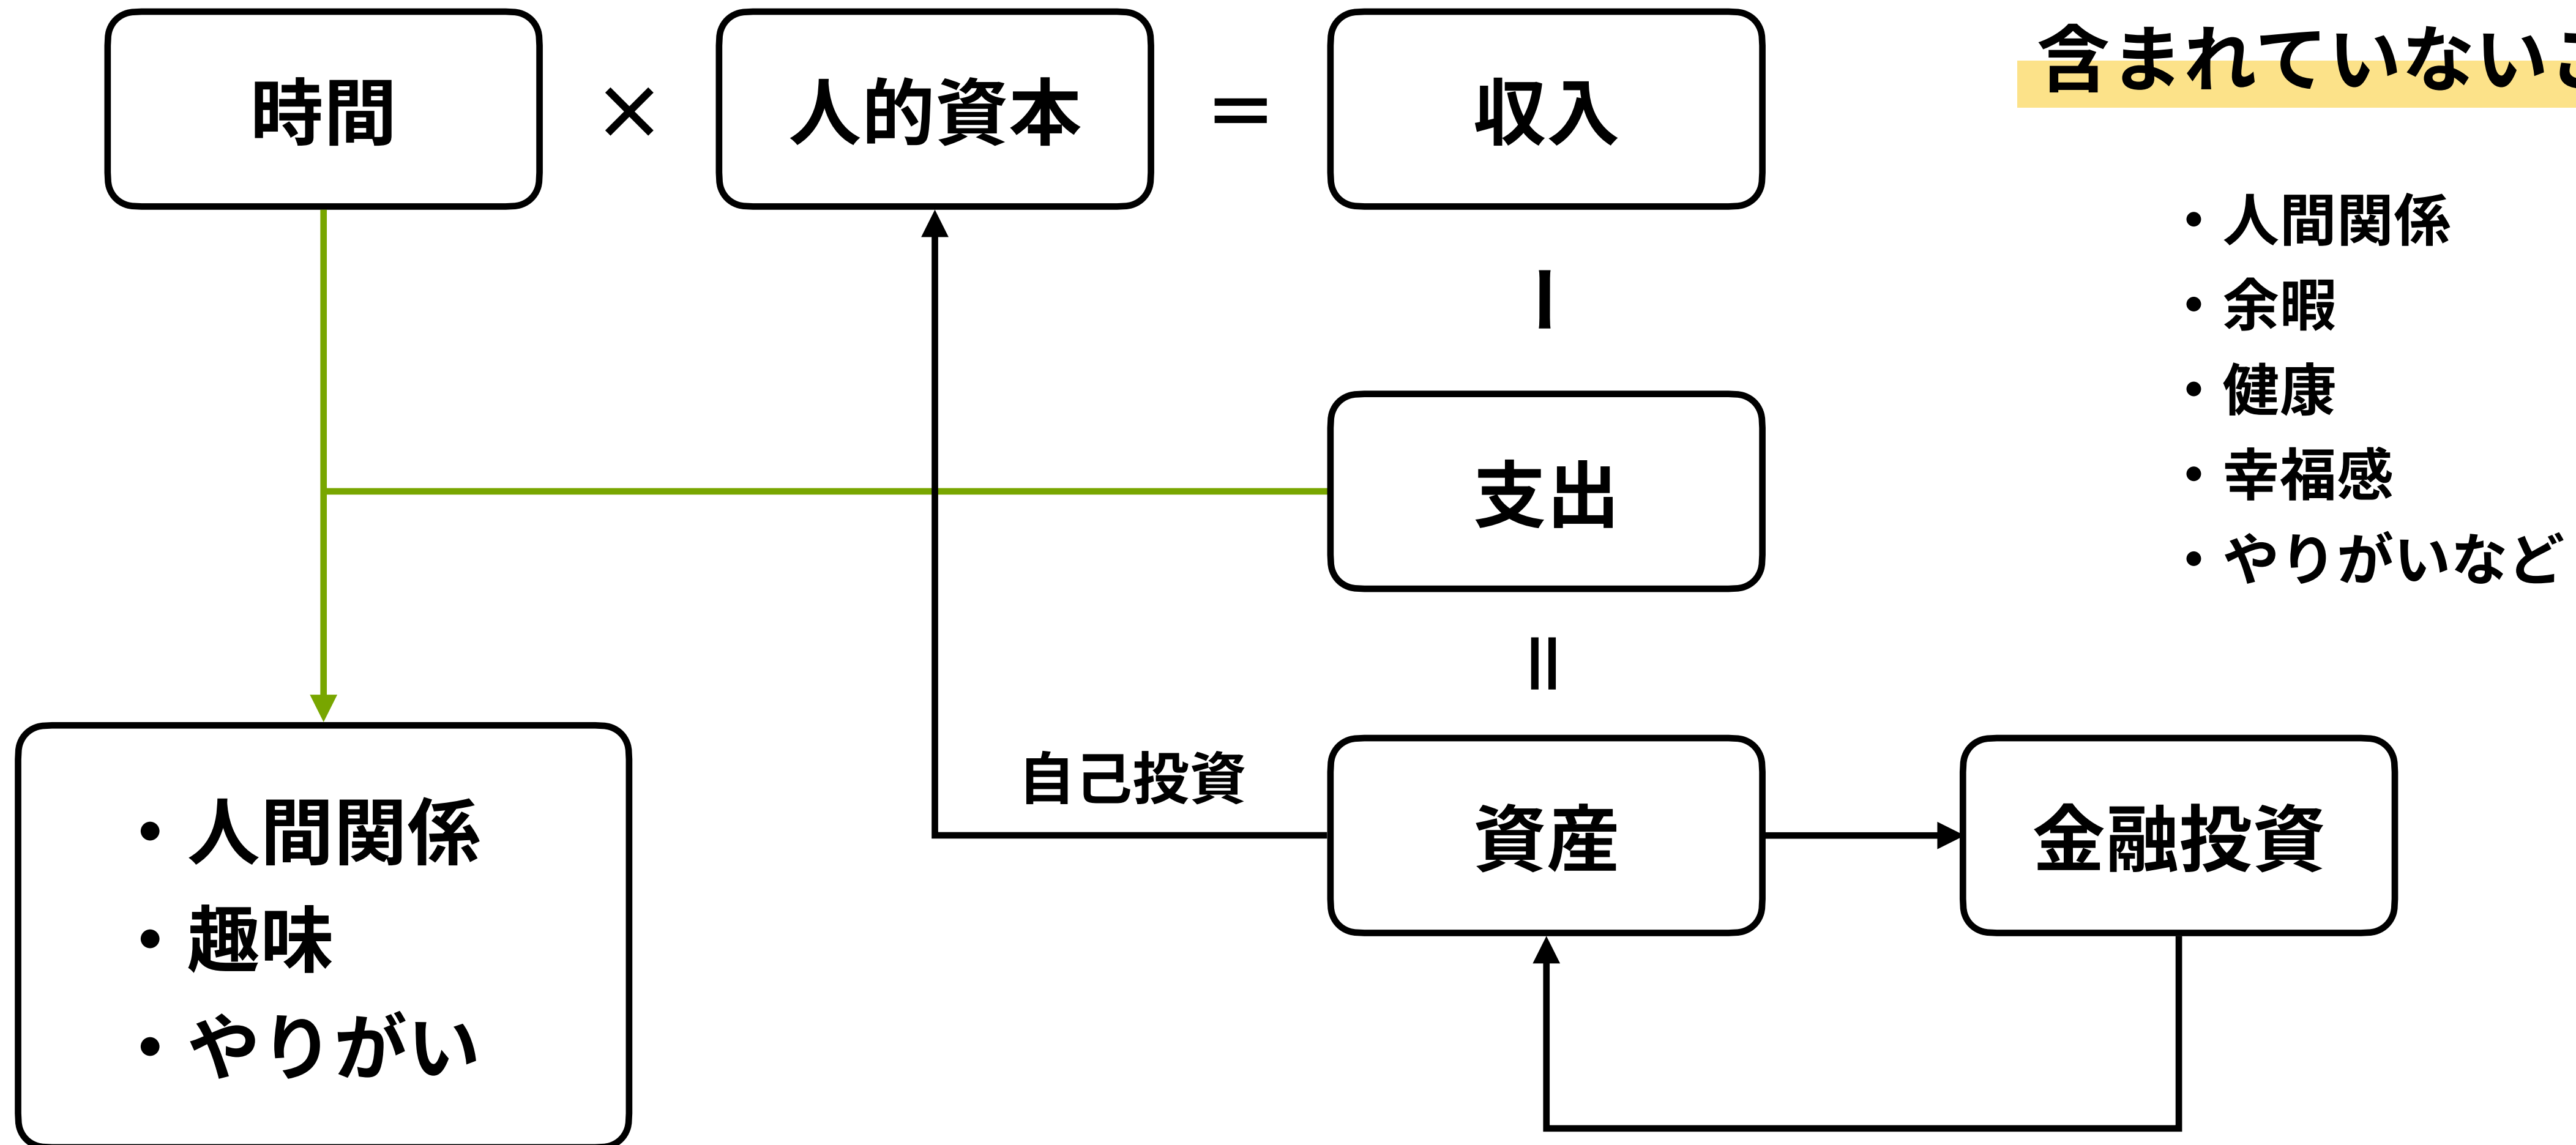 時間 × 人的資本 = 収入
含まれていない
・人間関係
・余暇
・健康
・幸福感
・やりがいなど
−
支出
=
自己投資
資産
金融投資
・人間関係
・趣味
・やりがい